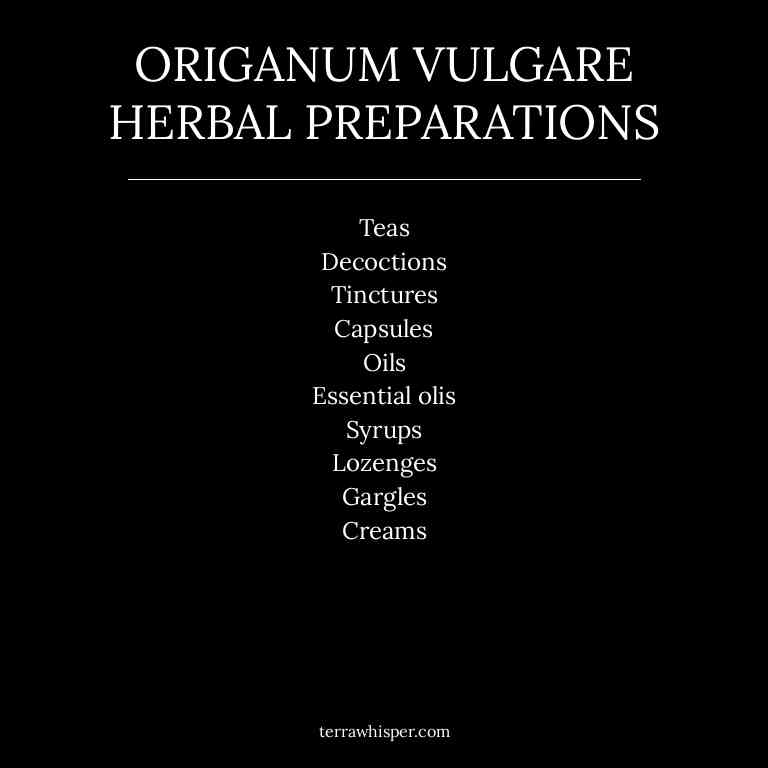 ORIGANUM VULGARE
HERBAL PREPARATIONS
Teas
Decoctions
Tinctures
Capsules
Oils
Essential olis
Syrups
Lozenges
Gargles
Creams
terrawhisper.com